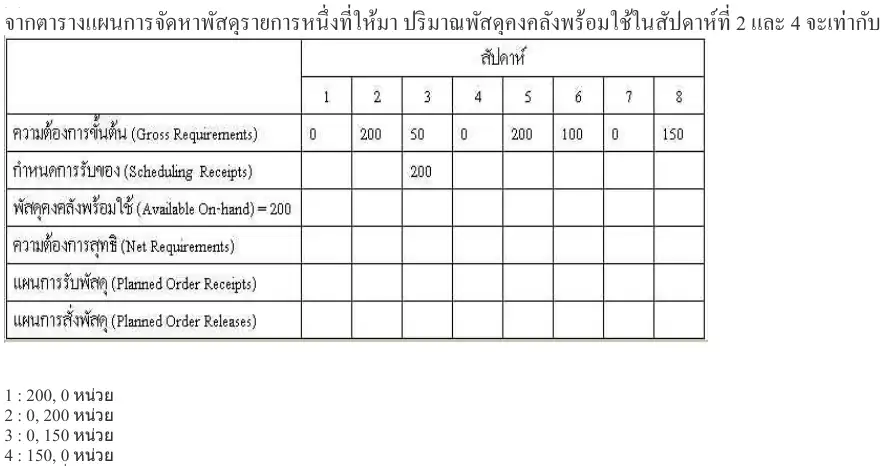 จากตารางแผนการจัดหาพัสดุรายการหนึ่งที่ให้มา ปริมาณพัสดุคงคลังพร้อมใช้ในสัปดาห์ที่ 2 และ 4 จะเท่ากับ
สัปดาห์
1 2 3 4 5 6 7 8
ความต้องการขั้นต้น (Gross Requirements) 0 200 50 0 200 100 0 150
กำหนดการรับของ (Scheduling Receipts) 200
พัสดุคงคลังพร้อมใช้ (Available On-hand) = 200
ความต้องการสุทธิ (Net Requirements)
แผนการรับพัสดุ (Planned Order Receipts)
แผนการสั่งพัสดุ (Planned Order Releases)
1 : 200, 0 หน่วย
2 : 0, 200 หน่วย
3 : 0, 150 หน่วย
4 : 150, 0 หน่วย